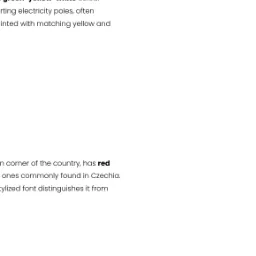 rting electricity poles, often
inted with matching yellow and
n corner of the country, has red
ones commonly found in Czechia.
ylized font distinguishes it from